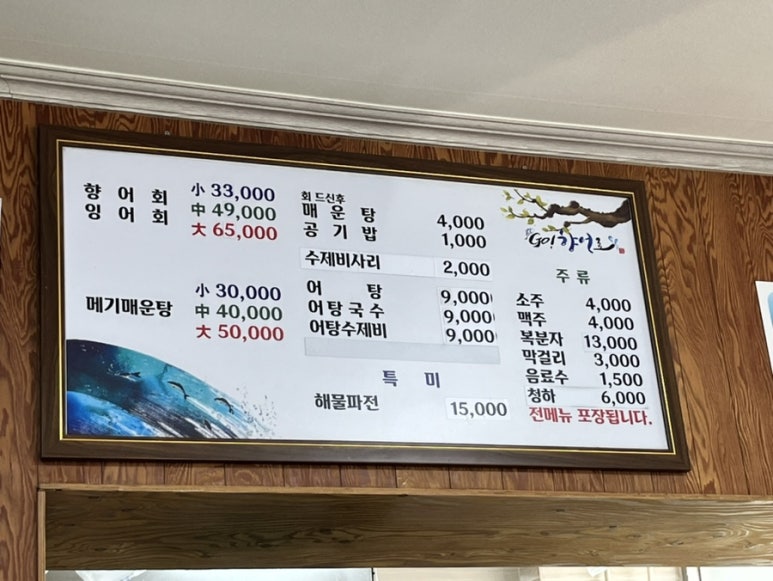 향어회 小 33,000
잉어회 中 49,000
大 65,000
메기매운탕 小 30,000
中 40,000
大 50,000
회 드신후
매운탕 4,000
공기밥 1,000
수제비사리 2,000
어탕 9,000
어탕국수 9,000
어탕수제비 9,000
특미
해물파전 15,000
GO! 향어로
주류
소주 4,000
맥주 4,000
복분자 13,000
막걸리 3,000
음료수 1,500
청하 6,000
전메뉴 포장됩니다.